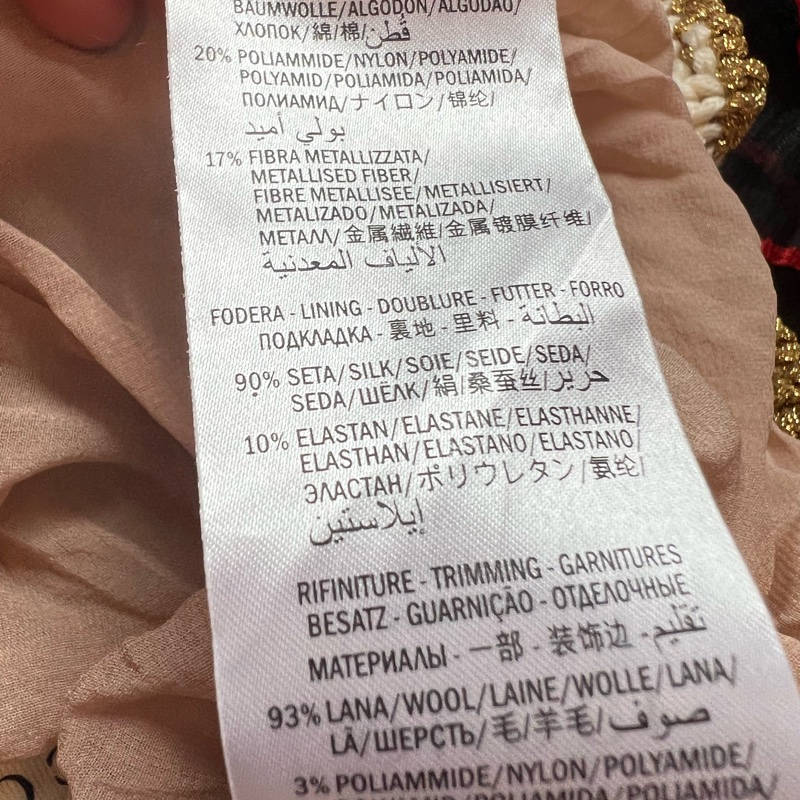 BAUMWOLLE/ALGODON/ALGODÃO/
ХЛОПОК/綿/棉/قطن
20% POLIAMMIDE/NYLON/POLYAMIDE/
POLYAMID/POLIAMIDA/POLIAMIDA/
ПОЛИАМИД/ナイロン/锦纶/
بولي أميد
17% FIBRA METALLIZZATA/
METALLISED FIBER/
FIBRE METALLISEE/METALLISIERT/
METALIZADO/METALIZADA/
МЕТАЛЛ/金属繊維/金属镀膜纤维/
الألياف المعدنية
FODERA - LINING - DOUBLURE - FUTTER - FORRO
ПОДКЛАДКА - 裏地 - 里料 - البطانة
90% SETA/SILK/SOIE/SEIDE/SEDA/
SEDA/ШЁЛК/絹/桑蚕丝/حرير
10% ELASTAN/ELASTANE/ELASTHANNE/
ELASTHAN/ELASTANO/ELASTANO/
ЭЛАСТАН/ポリウレタン/氨纶/
إيلاستين
RIFINITURE - TRIMMING - GARNITURES
BESATZ - GUARNIÇÃO - ОТДЕЛОЧНЫЕ
МАТЕРИАЛЫ - 一部 - 装饰边 - تقليم
93% LANA/WOOL/LAINE/WOLLE/LANA/
LÃ/ШЕРСТЬ/毛/羊毛/صوف
3% POLIAMMIDE/NYLON/POLYAMIDE/
POLYAMID/POLIAMIDA/POLIAMIDA/